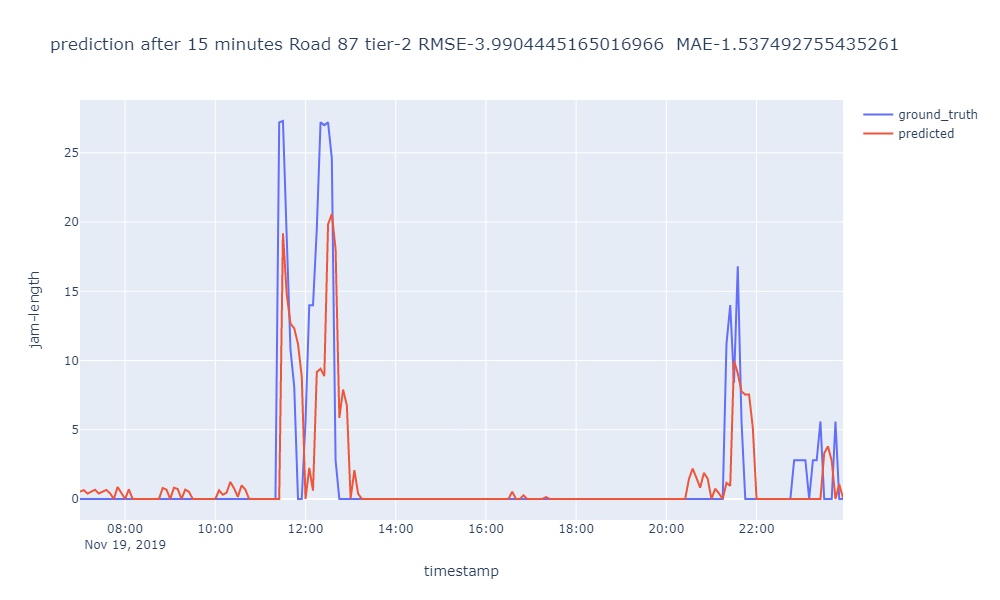 prediction after 15 minutes Road 87 tier-2 RMSE-3.9904445165016966  MAE-1.537492755435261
ground_truth
predicted
25
20
15
10
5
0
jam-length
08:00 10:00 12:00 14:00 16:00 18:00 20:00 22:00
Nov 19, 2019
timestamp